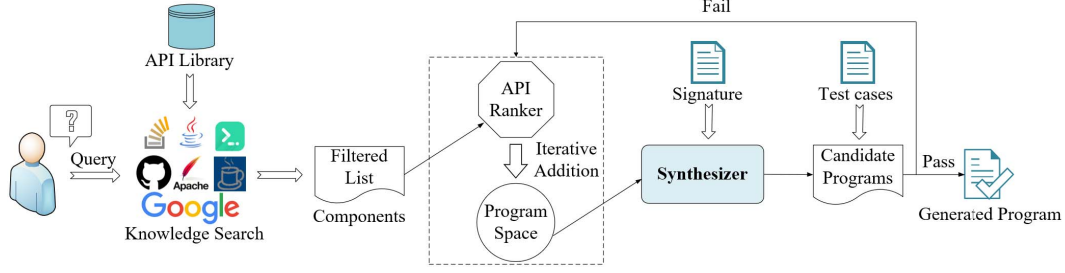 Fail
API Library
API
Ranker
Signature
Test cases
?
Query
Apache
Google
Knowledge Search
Filtered
List
Components
Iterative
Addition
Program
Space
Synthesizer
Candidate
Programs
Pass
Generated Program